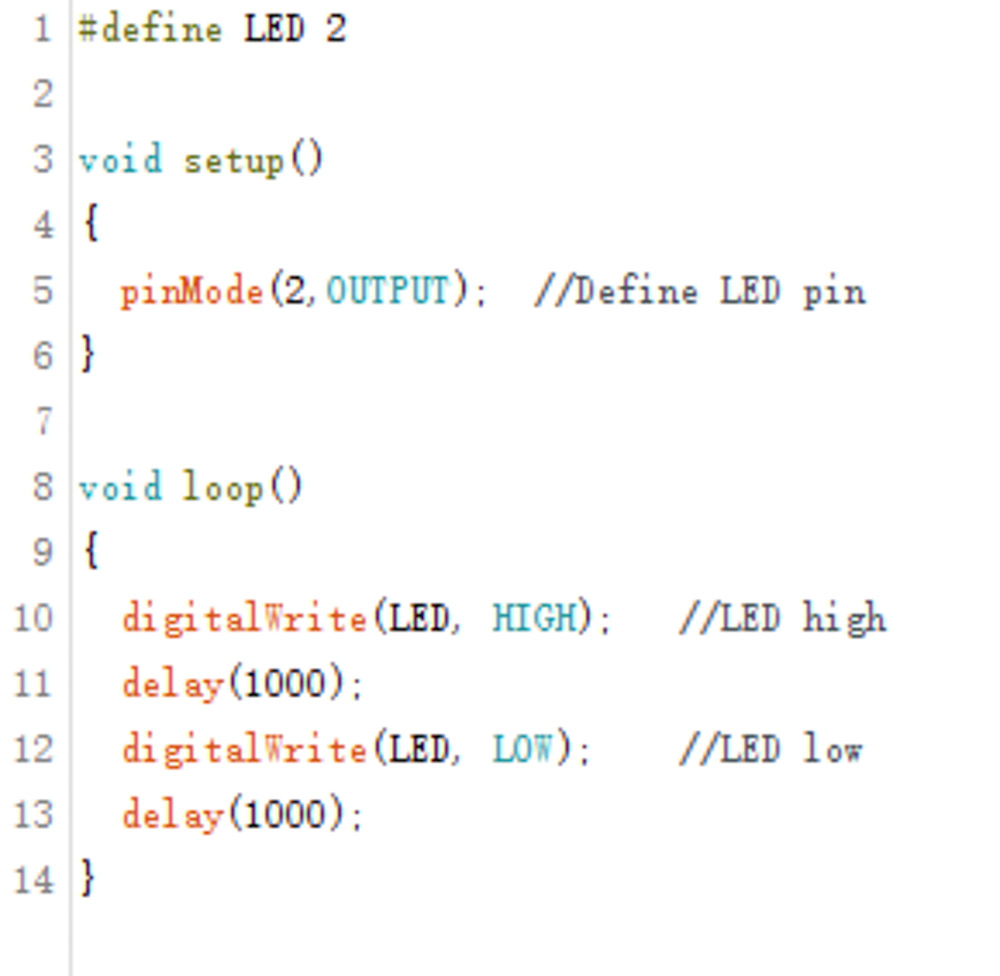 1 #define LED 2
2
3 void setup()
4 {
5   pinMode(2,OUTPUT);  //Define LED pin
6 }
7
8 void loop()
9 {
10   digitalWrite(LED, HIGH);   //LED high
11   delay(1000);
12   digitalWrite(LED, LOW);    //LED low
13   delay(1000);
14 }